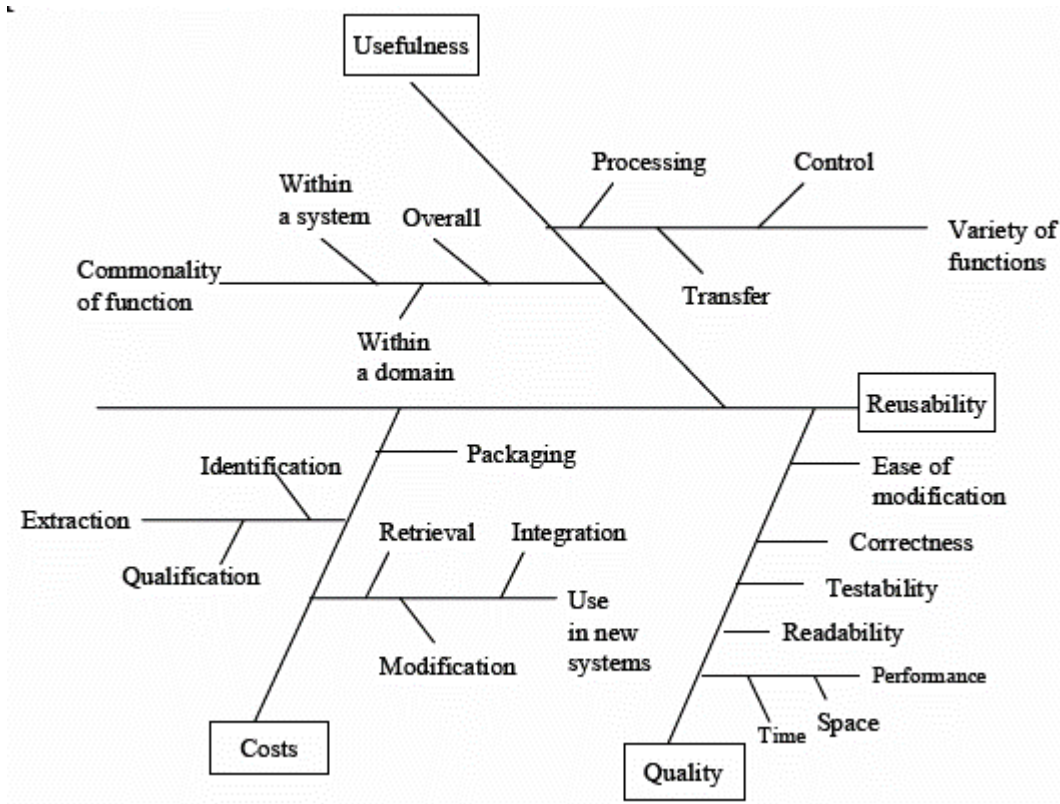 Usefulness
Processing
Control
Within
a system
Overall
Variety of
functions
Commonality
of function
Transfer
Within
a domain
Reusability
Packaging
Identification
Ease of
modification
Extraction
Retrieval
Integration
Correctness
Qualification
Testability
Use
in new
systems
Readability
Modification
Performance
Time
Space
Costs
Quality